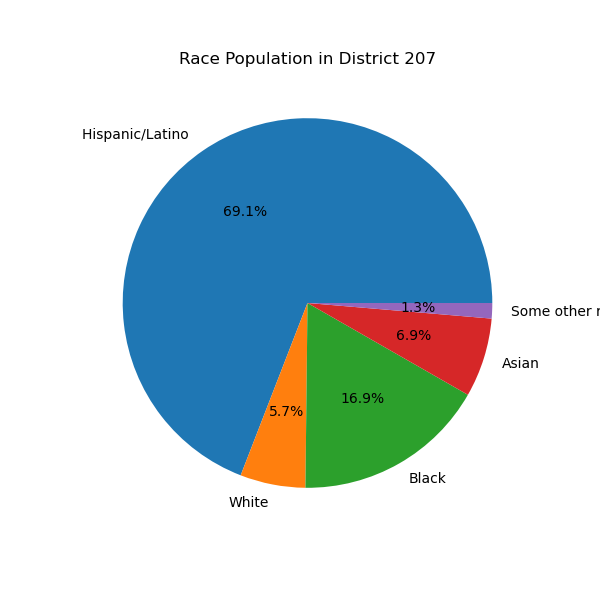 Race Population in District 207
Hispanic/Latino
69.1%
1.3%
Some other
6.9%
Asian
16.9%
5.7%
Black
White